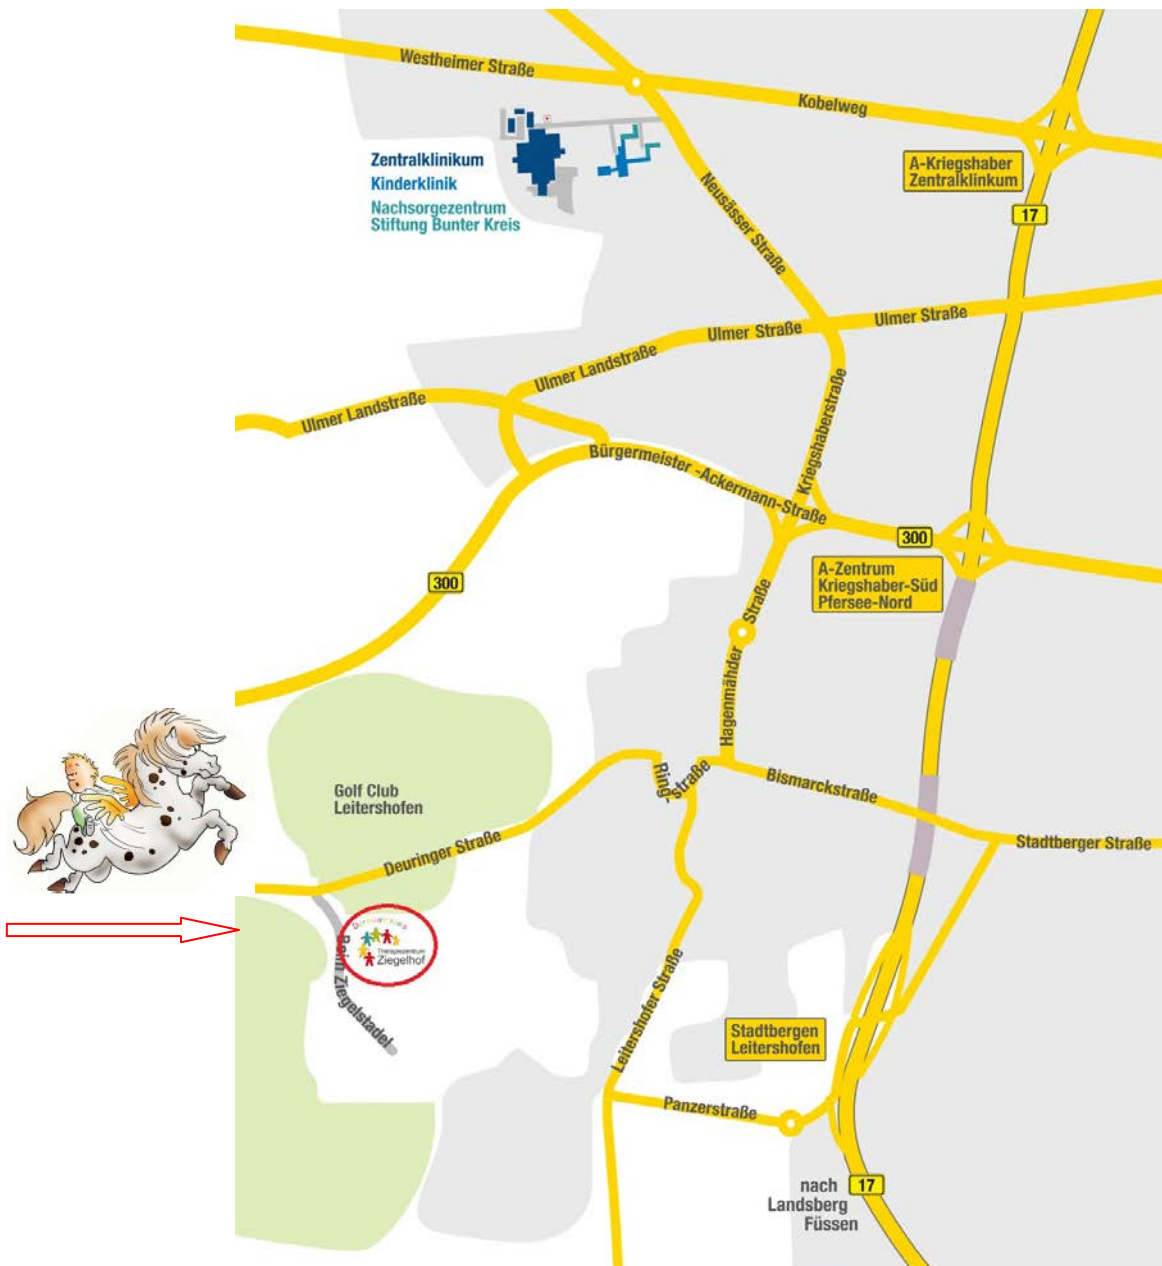 Westheimer Straße
Kobelweg
Zentralklinikum
Kinderklinik
Nachsorgezentrum
Stiftung Bunter Kreis
A-Kriegshaber
Zentralklinkum
Neusässer Straße
17
Ulmer Straße
Ulmer Straße
Ulmer Landstraße
Ulmer Landstraße
Kriegshaberstraße
Bürgermeister -Ackermann-Straße
300
300
A-Zentrum
Kriegshaber-Süd
Pfersee-Nord
Hagenmähder Straße
Ring-
straße
Bismarckstraße
Golf Club
Leitershofen
Deuringer Straße
Stadtberger Straße
Therapiezentrum
Ziegelhof
Beim Ziegelstadel
Leitershofer Straße
Stadtbergen
Leitershofen
Panzerstraße
17
nach
Landsberg
Füssen